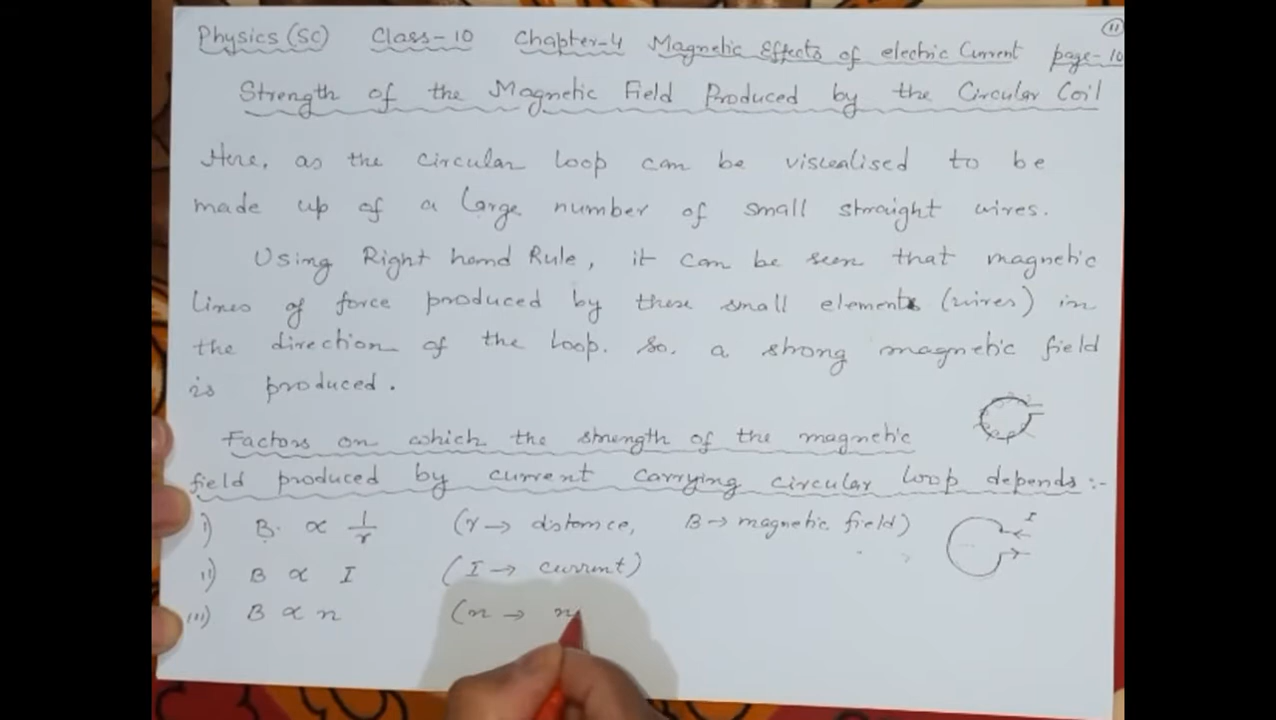 Physics (SC) Class-10 Chapter-4 Magnetic Effects of electric Current page-10
11
Strength of the Magnetic Field Produced by the Circular Coil
Here, as the circular loop can be viscealised to be
made up of a large number of small straight wires.
Using Right hand Rule, it can be seen that magnetic
lines of force produced by these small elements (wires) in
the direction of the loop. So, a strong magnetic field
is produced.
Factors on which the strength of the magnetic
field produced by current carrying circular loop depends :-
i) B ∝ 1/r (r → distance, B → magnetic field)
I
ii) B ∝ I (I → current)
iii) B ∝ n (n → n